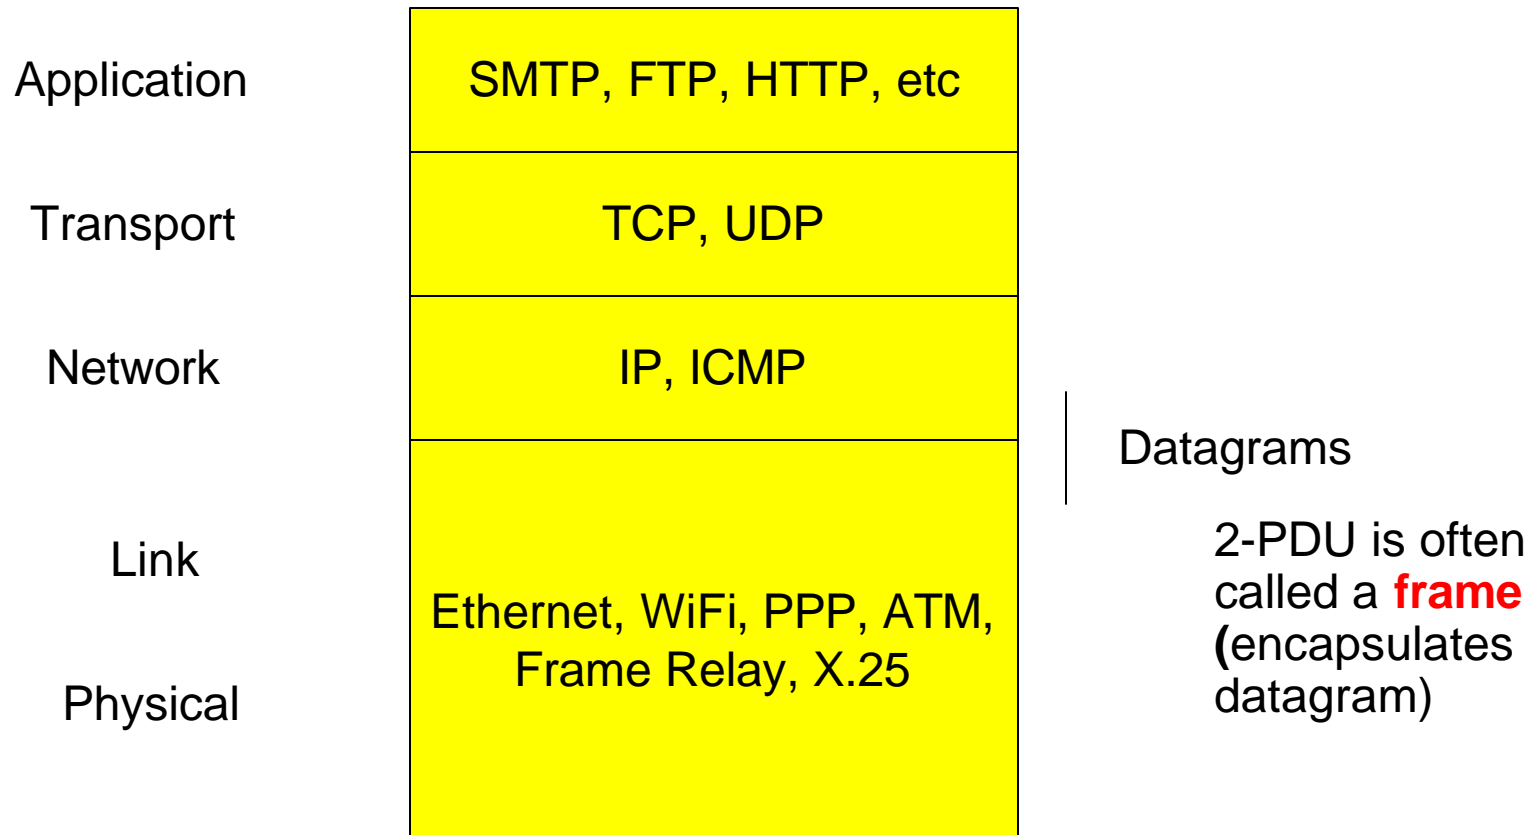 Application
SMTP, FTP, HTTP, etc
Transport
TCP, UDP
Network
IP, ICMP
Datagrams
Link
Physical
Ethernet, WiFi, PPP, ATM,
Frame Relay, X.25
2-PDU is often
called a frame
(encapsulates
datagram)